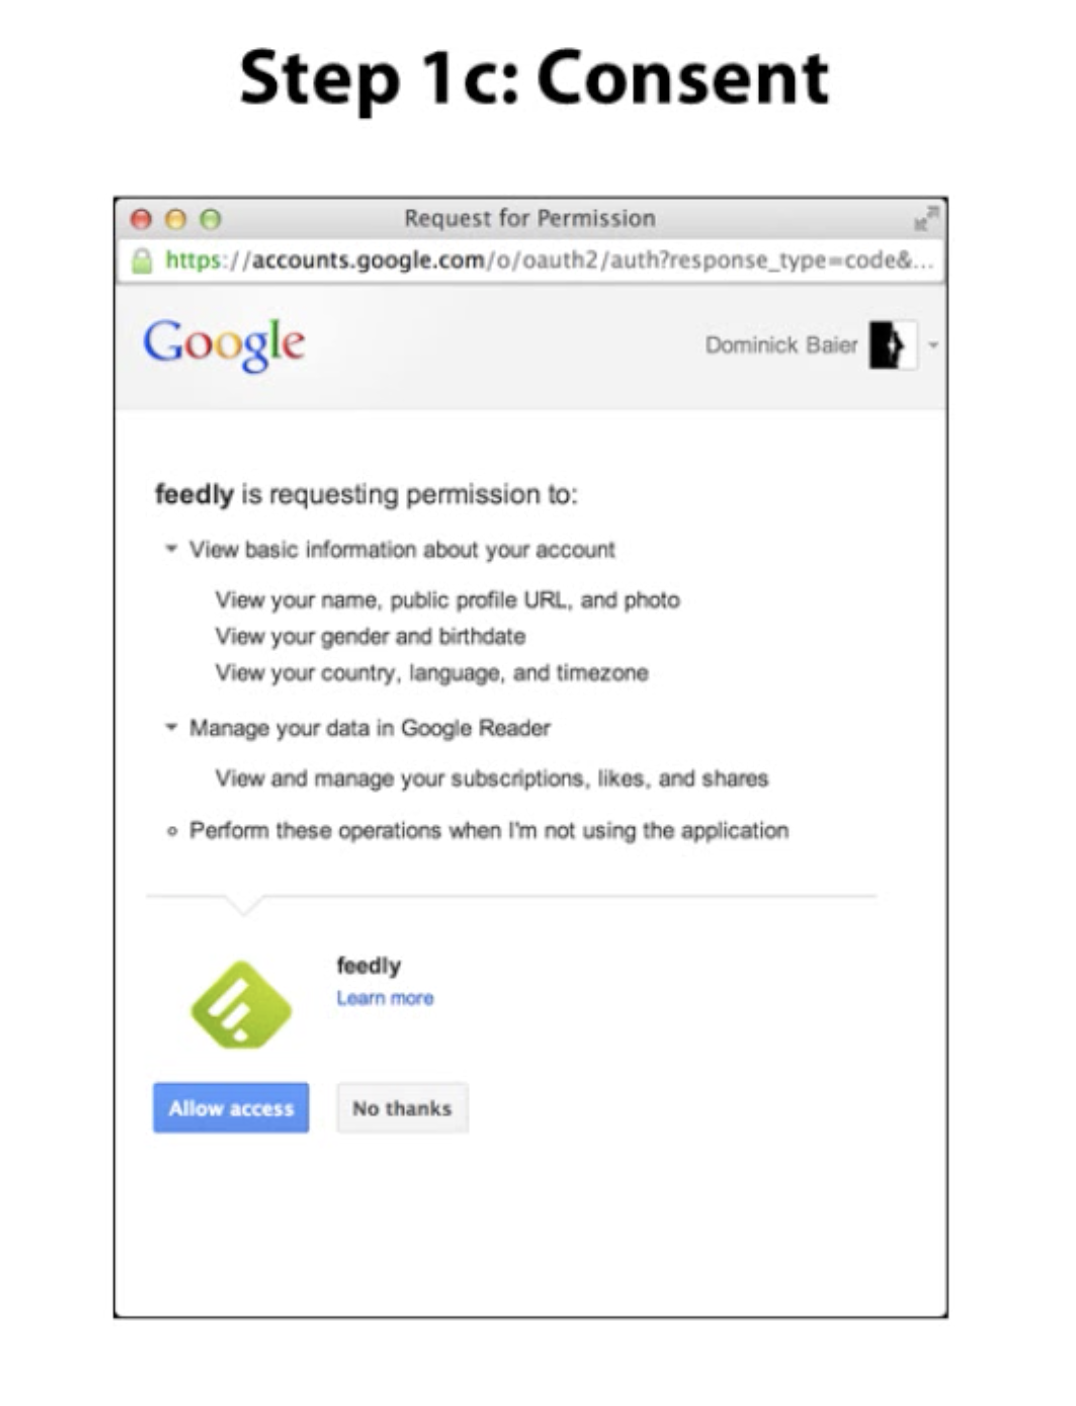 Step 1c: Consent
Request for Permission
https://accounts.google.com/o/oauth2/auth?response_type=code&...
Google
Dominick Baier
feedly is requesting permission to:
View basic information about your account
View your name, public profile URL, and photo
View your gender and birthdate
View your country, language, and timezone
Manage your data in Google Reader
View and manage your subscriptions, likes, and shares
Perform these operations when I'm not using the application
feedly
Learn more
Allow access
No thanks